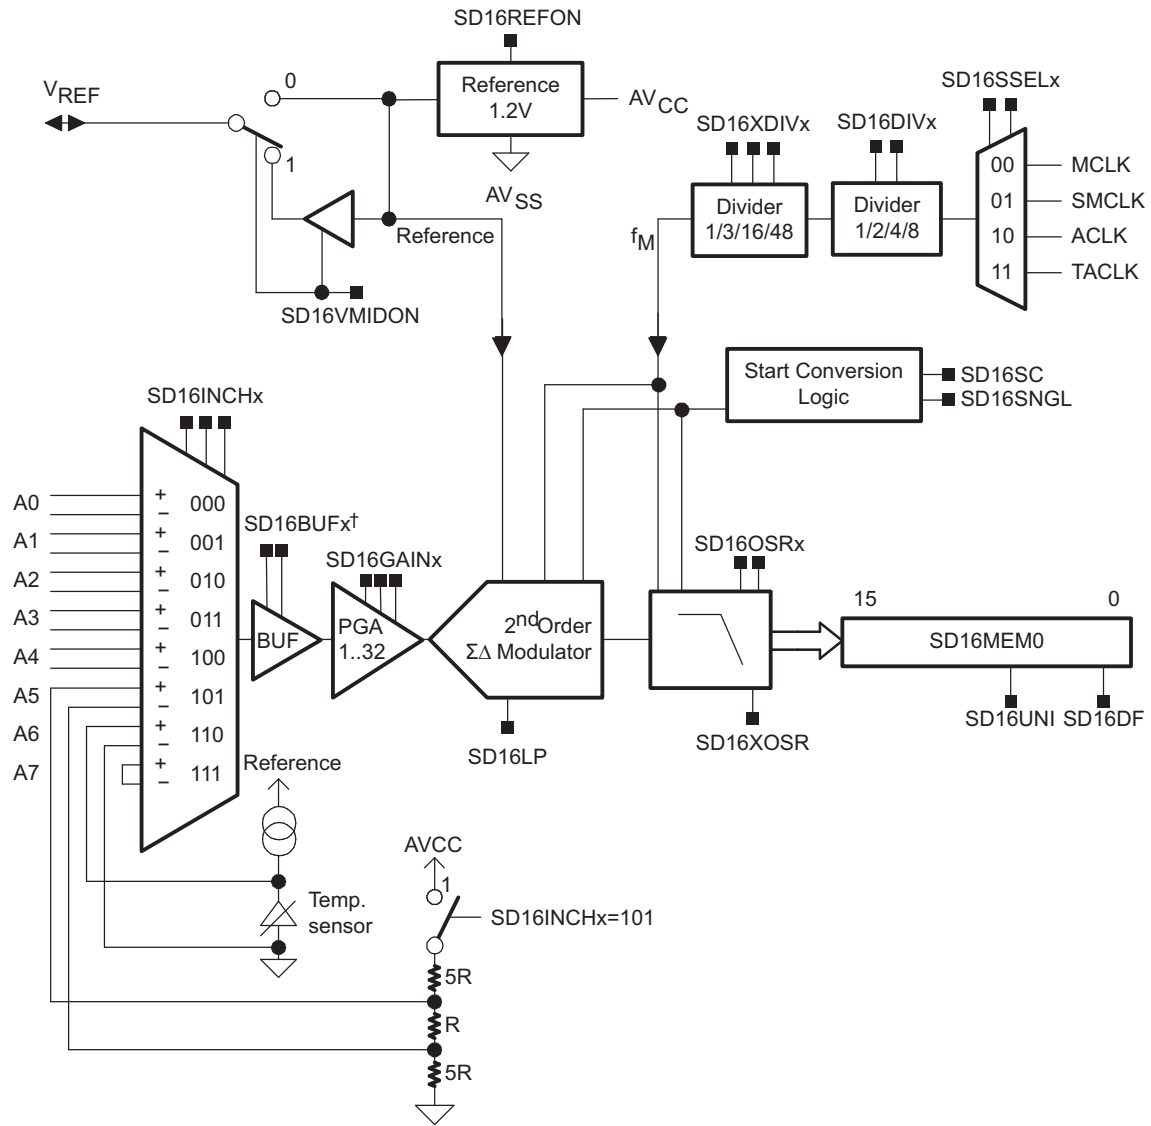 SD16REFON
0
VREF
Reference
1.2V
AVCC
AVSS
1
Reference
SD16VMIDON
SD16SSELx
SD16XDIVx
SD16DIVx
Divider
1/3/16/48
Divider
1/2/4/8
fM
00
MCLK
01
SMCLK
10
ACLK
11
TACLK
Start Conversion
Logic
SD16SC
SD16SNGL
SD16INCHx
A0
+
−
000
A1
+
−
001
A2
+
−
010
A3
+
−
011
A4
+
−
100
A5
+
−
101
A6
+
−
110
A7
+
−
111
SD16BUFx†
BUF
SD16GAINx
PGA
1..32
2nd Order
ΣΔ Modulator
SD16LP
SD16OSRx
SD16XOSR
15
0
SD16MEM0
SD16UNI
SD16DF
Reference
Temp.
sensor
AVCC
1
SD16INCHx=101
5R
R
5R